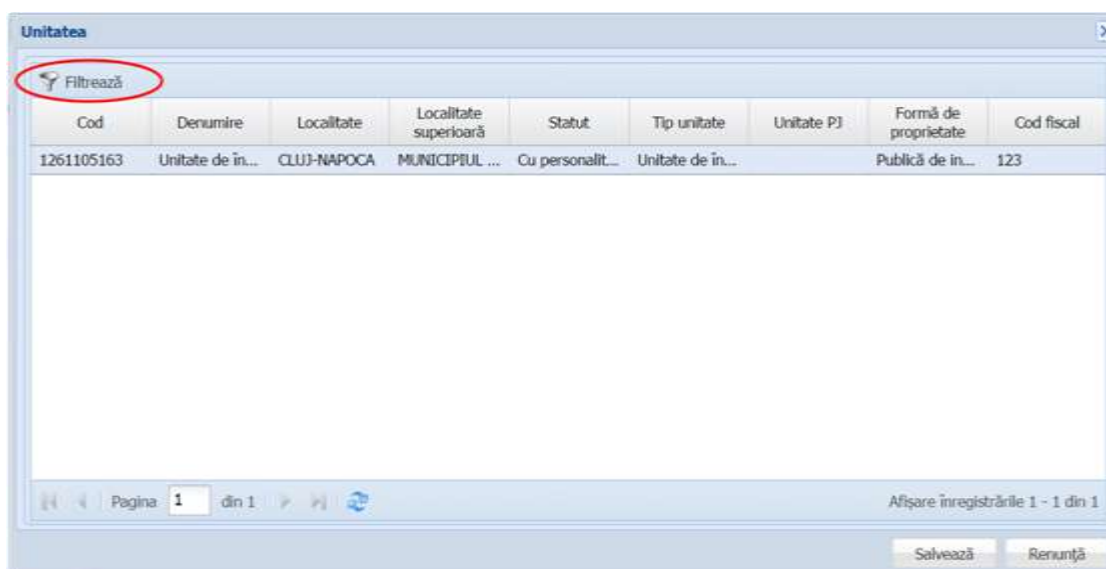 Unitatea
Filtrează
Cod Denumire Localitate Localitate superioară Statut Tip unitate Unitate PJ Formă de proprietate Cod fiscal
1261105163 Unitate de în... CLUJ-NAPOCA MUNICIPIUL ... Cu personalit... Unitate de în... Publică de in... 123
Pagina 1 din 1 Afișare înregistrările 1 - 1 din 1
Salvează Renunță